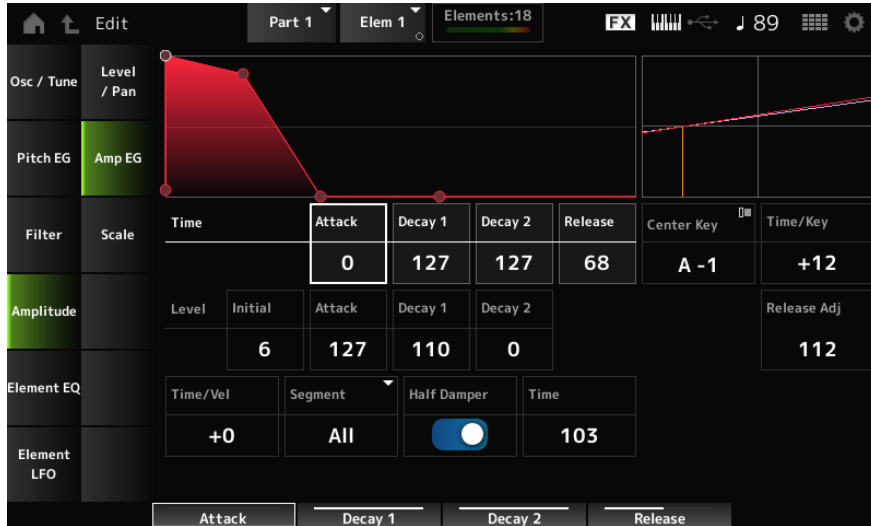 Edit
Part 1
Elem 1
Elements:18
FX
♩ 89
Osc / Tune
Level
/ Pan
Pitch EG
Amp EG
Filter
Scale
Amplitude
Element EQ
Element
LFO
Time
Attack
Decay 1
Decay 2
Release
Center Key
Time/Key
0
127
127
68
A -1
+12
Level
Initial
Attack
Decay 1
Decay 2
Release Adj
6
127
110
0
112
Time/Vel
Segment
Half Damper
Time
+0
All
103
Attack
Decay 1
Decay 2
Release